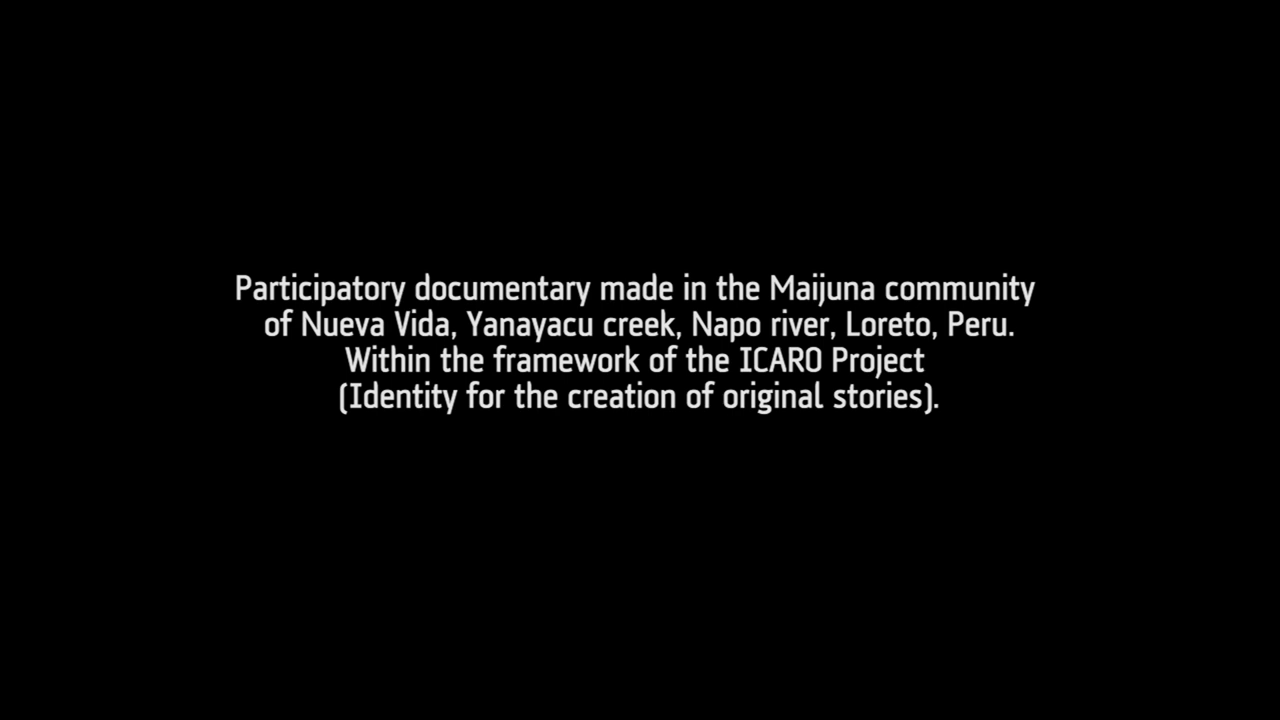 Participatory documentary made in the Maijuna community
of Nueva Vida, Yanayacu creek, Napo river, Loreto, Peru.
Within the framework of the ICARO Project
(Identity for the creation of original stories).